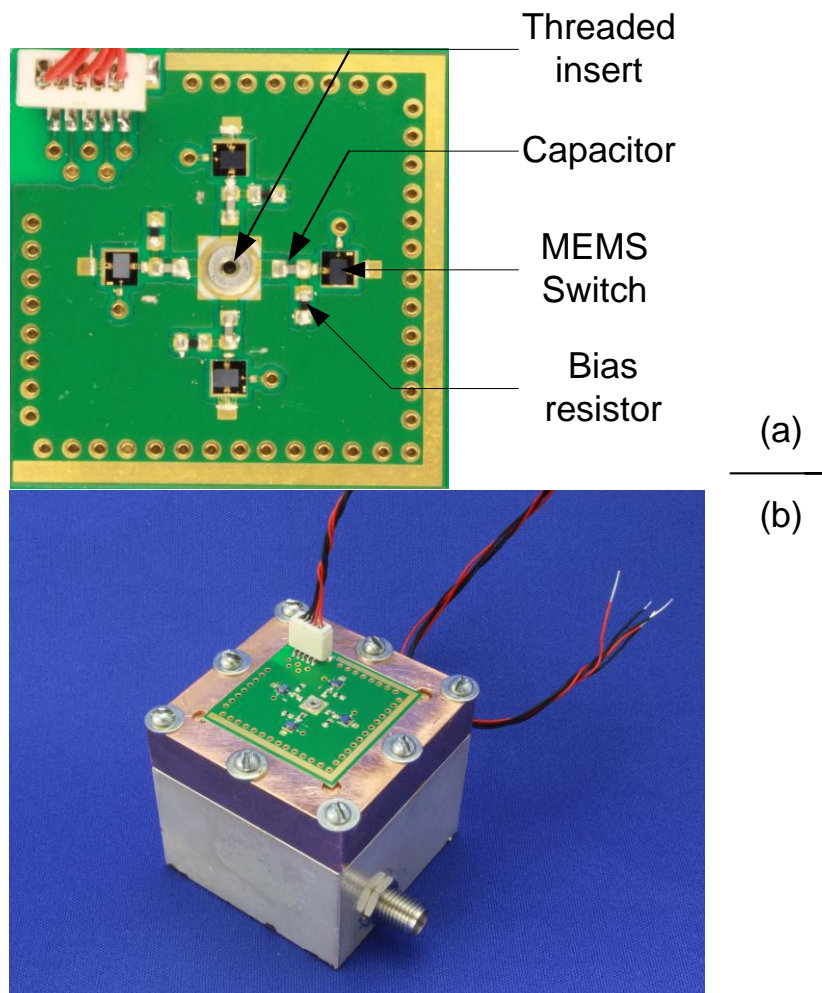 Threaded
insert
Capacitor
MEMS
Switch
Bias
resistor
(a)
(b)